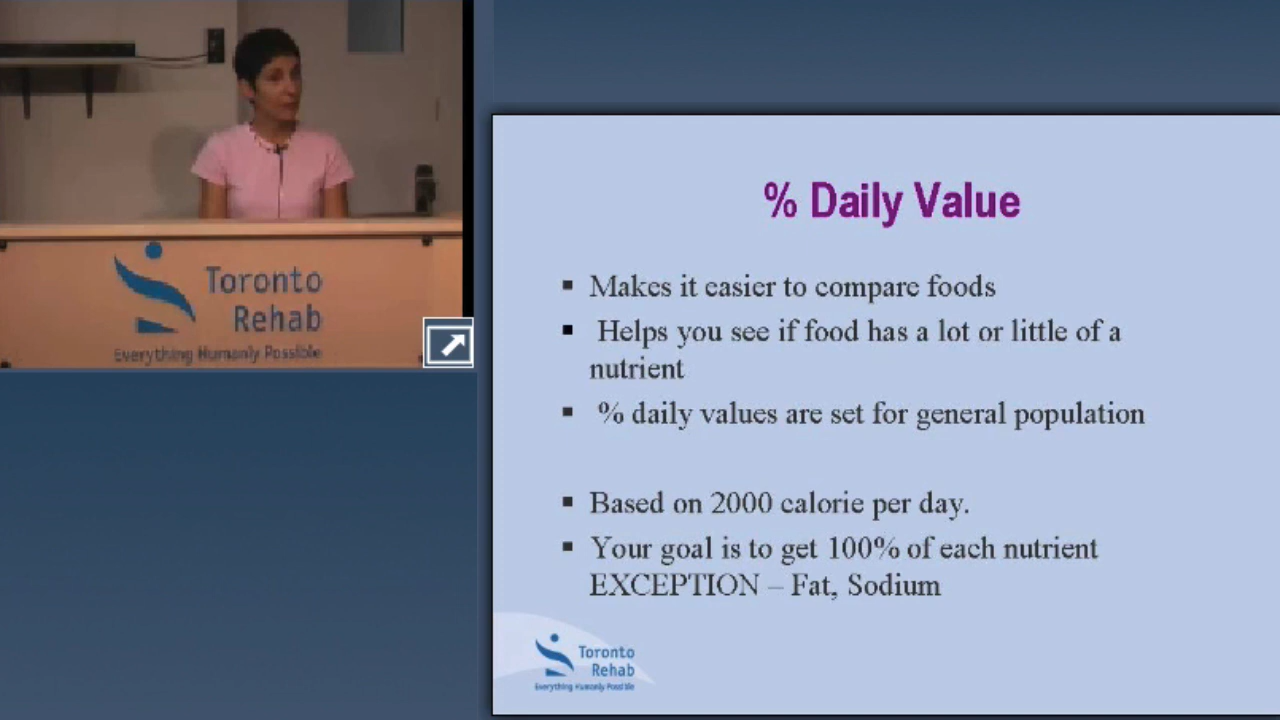 Toronto
Rehab
Everything Humanly Possible
% Daily Value
▪ Makes it easier to compare foods
▪ Helps you see if food has a lot or little of a
nutrient
▪ % daily values are set for general population
▪ Based on 2000 calorie per day.
▪ Your goal is to get 100% of each nutrient
EXCEPTION – Fat, Sodium
Toronto
Rehab
Everything Humanly Possible